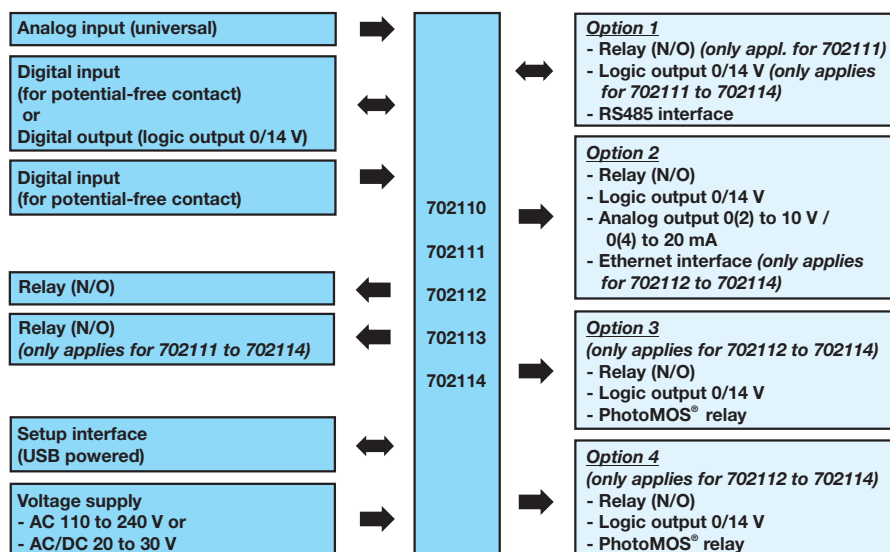 Analog input (universal)
Digital input
(for potential-free contact)
or
Digital output (logic output 0/14 V)
Digital input
(for potential-free contact)
Relay (N/O)
Relay (N/O)
(only applies for 702111 to 702114)
Setup interface
(USB powered)
Voltage supply
- AC 110 to 240 V or
- AC/DC 20 to 30 V
702110
702111
702112
702113
702114
Option 1
- Relay (N/O) (only appl. for 702111)
- Logic output 0/14 V (only applies
for 702111 to 702114)
- RS485 interface
Option 2
- Relay (N/O)
- Logic output 0/14 V
- Analog output 0(2) to 10 V /
0(4) to 20 mA
- Ethernet interface (only applies
for 702112 to 702114)
Option 3
(only applies for 702112 to 702114)
- Relay (N/O)
- Logic output 0/14 V
- PhotoMOS® relay
Option 4
(only applies for 702112 to 702114)
- Relay (N/O)
- Logic output 0/14 V
- PhotoMOS® relay